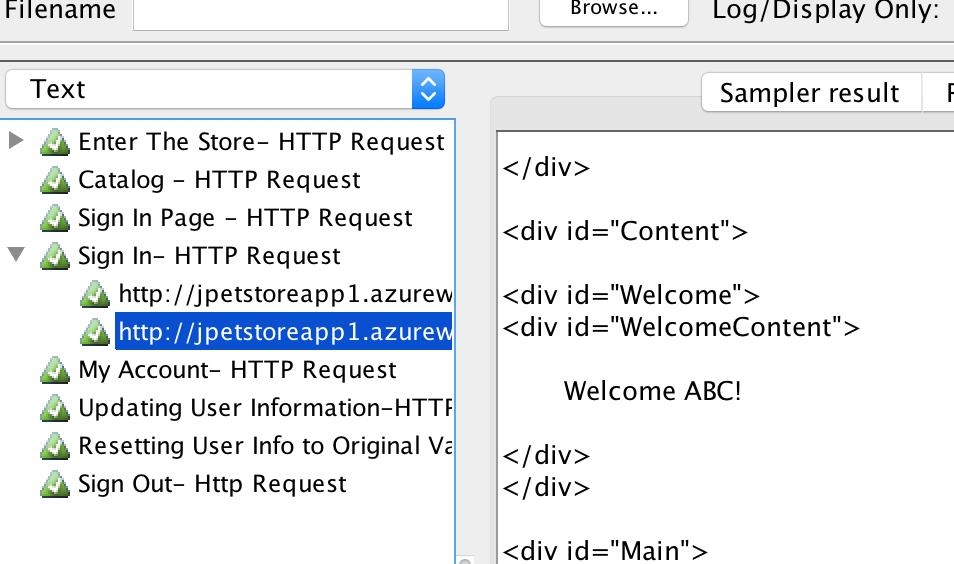 Filename
Browse...
Log/Display Only:
Text
Sampler result
Enter The Store- HTTP Request
Catalog - HTTP Request
Sign In Page - HTTP Request
Sign In- HTTP Request
http://jpetstoreapp1.azurew
http://jpetstoreapp1.azurew
My Account- HTTP Request
Updating User Information-HTTP
Resetting User Info to Original Va
Sign Out- Http Request
</div>
<div id="Content">
<div id="Welcome">
<div id="WelcomeContent">
Welcome ABC!
</div>
</div>
<div id="Main">